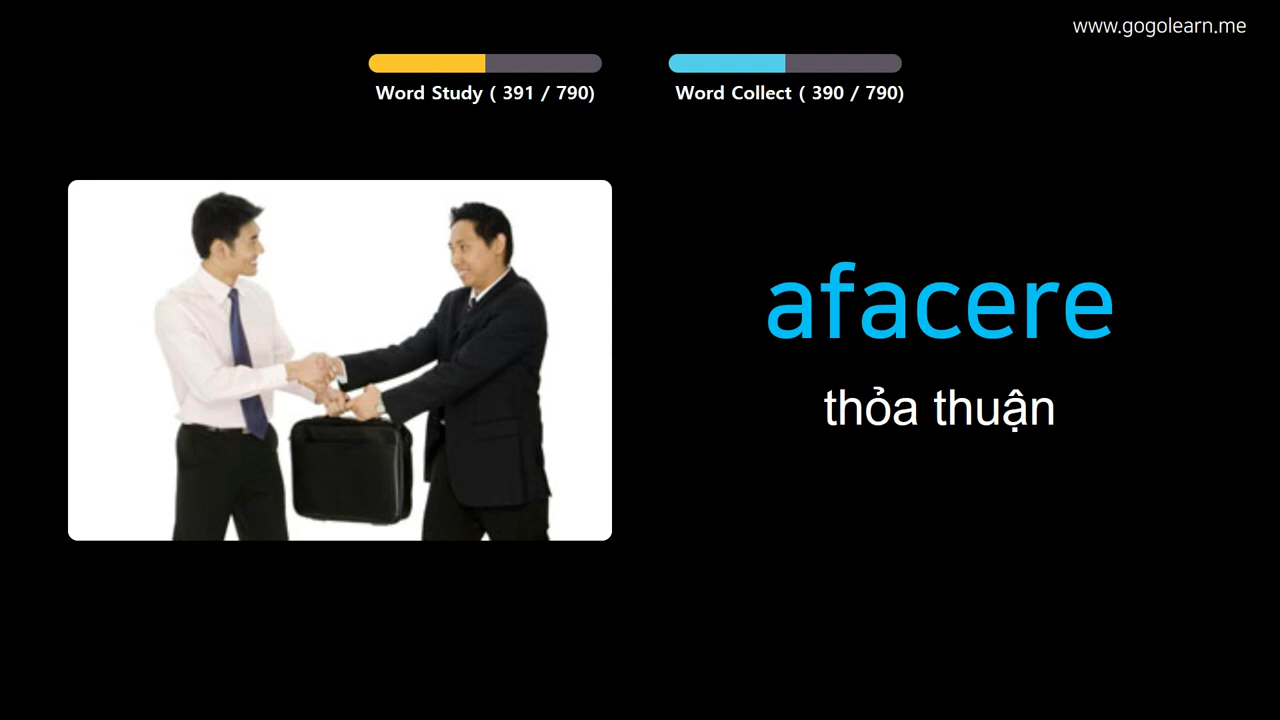 www.gogolearn.me
Word Study ( 391 / 790)
Word Collect ( 390 / 790)
afacere
thỏa thuận